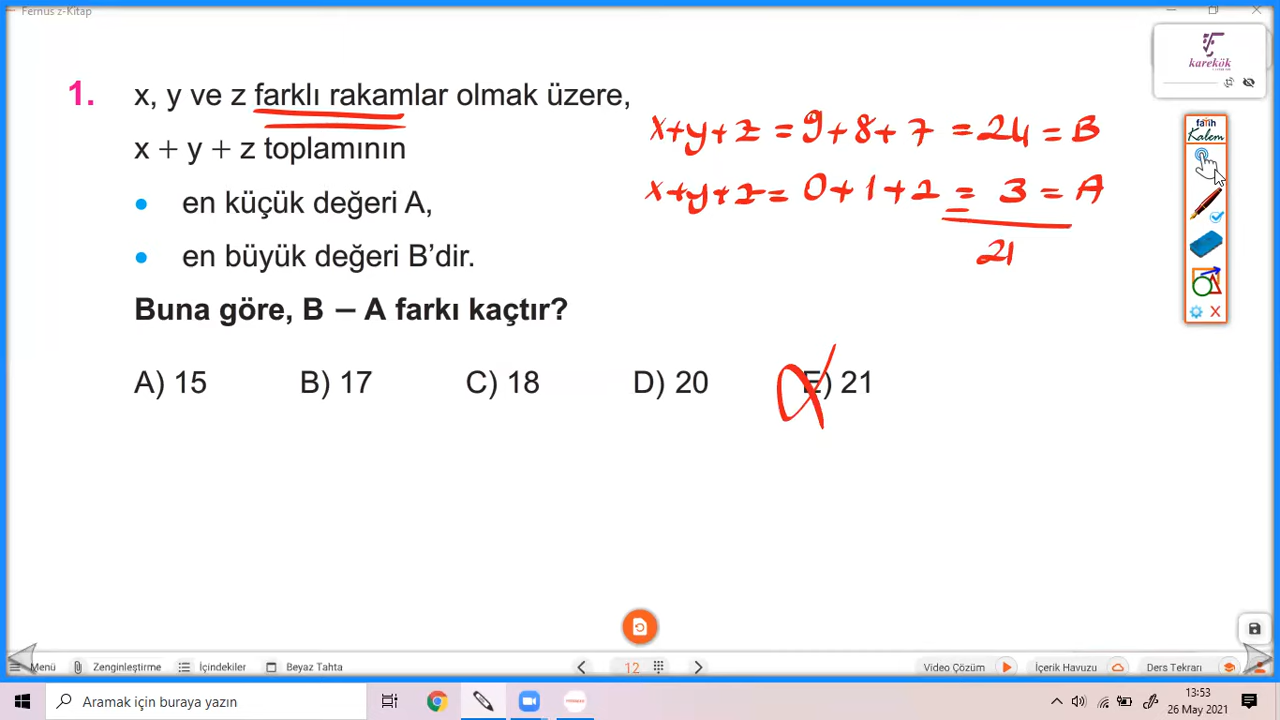 Fernus z-Kitap
karekök
1. x, y ve z farklı rakamlar olmak üzere,
x + y + z toplamının
• en küçük değeri A,
• en büyük değeri B’dir.
Buna göre, B – A farkı kaçtır?
A) 15 B) 17 C) 18 D) 20 E) 21
x+y+z = 9+8+7 = 24 = B
x+y+z = 0+1+2 = 3 = A
21
fatih
Kalem
Menü Zenginleştirme İçindekiler Beyaz Tahta 12 Video Çözüm İçerik Havuzu Ders Tekrarı
Aramak için buraya yazın
13:53
26 May 2021